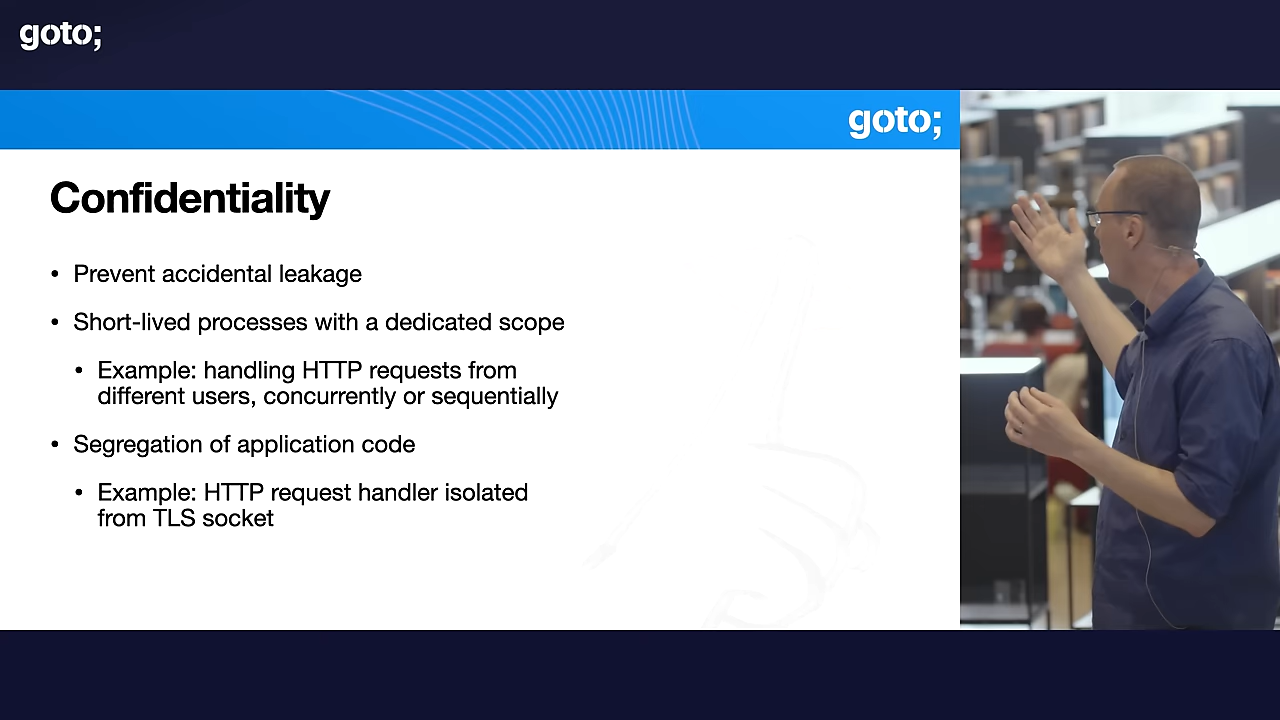 goto;
goto;
Confidentiality
• Prevent accidental leakage
• Short-lived processes with a dedicated scope
• Example: handling HTTP requests from
different users, concurrently or sequentially
• Segregation of application code
• Example: HTTP request handler isolated
from TLS socket